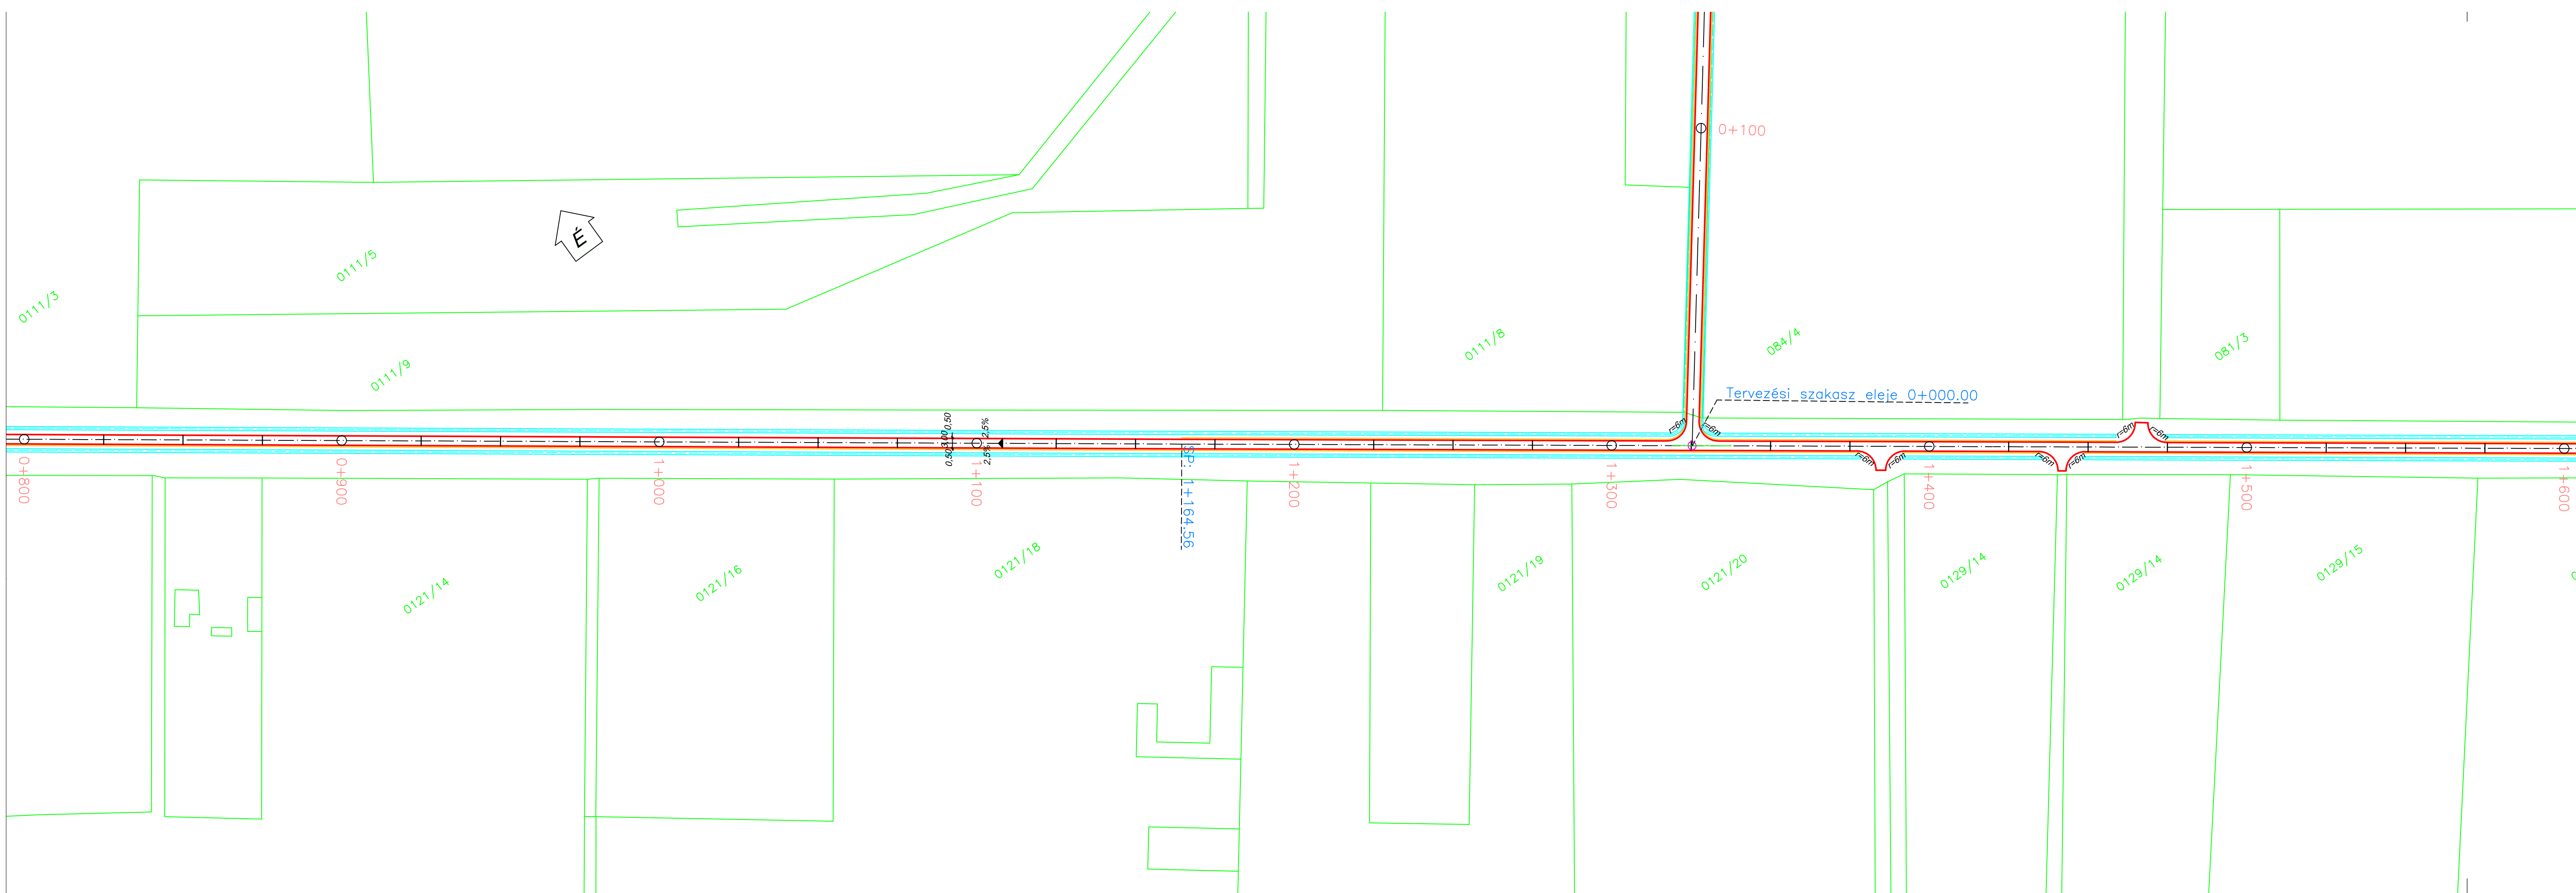 0+100
É
0111/5
0111/3
0111/8
084/4
081/3
0111/9
Tervezési szakasz eleje 0+000.00
r=6m
r=6m
r=6m
r=6m
0,50
3,00
0,50
2,5%
2,5%
r=6m
r=6m
r=6m
r=6m
0+800
0+900
1+000
1+100
SP: 1+164.56
1+200
1+300
1+400
1+500
1+600
0121/14
0121/16
0121/18
0121/19
0121/20
0129/14
0129/14
0129/15